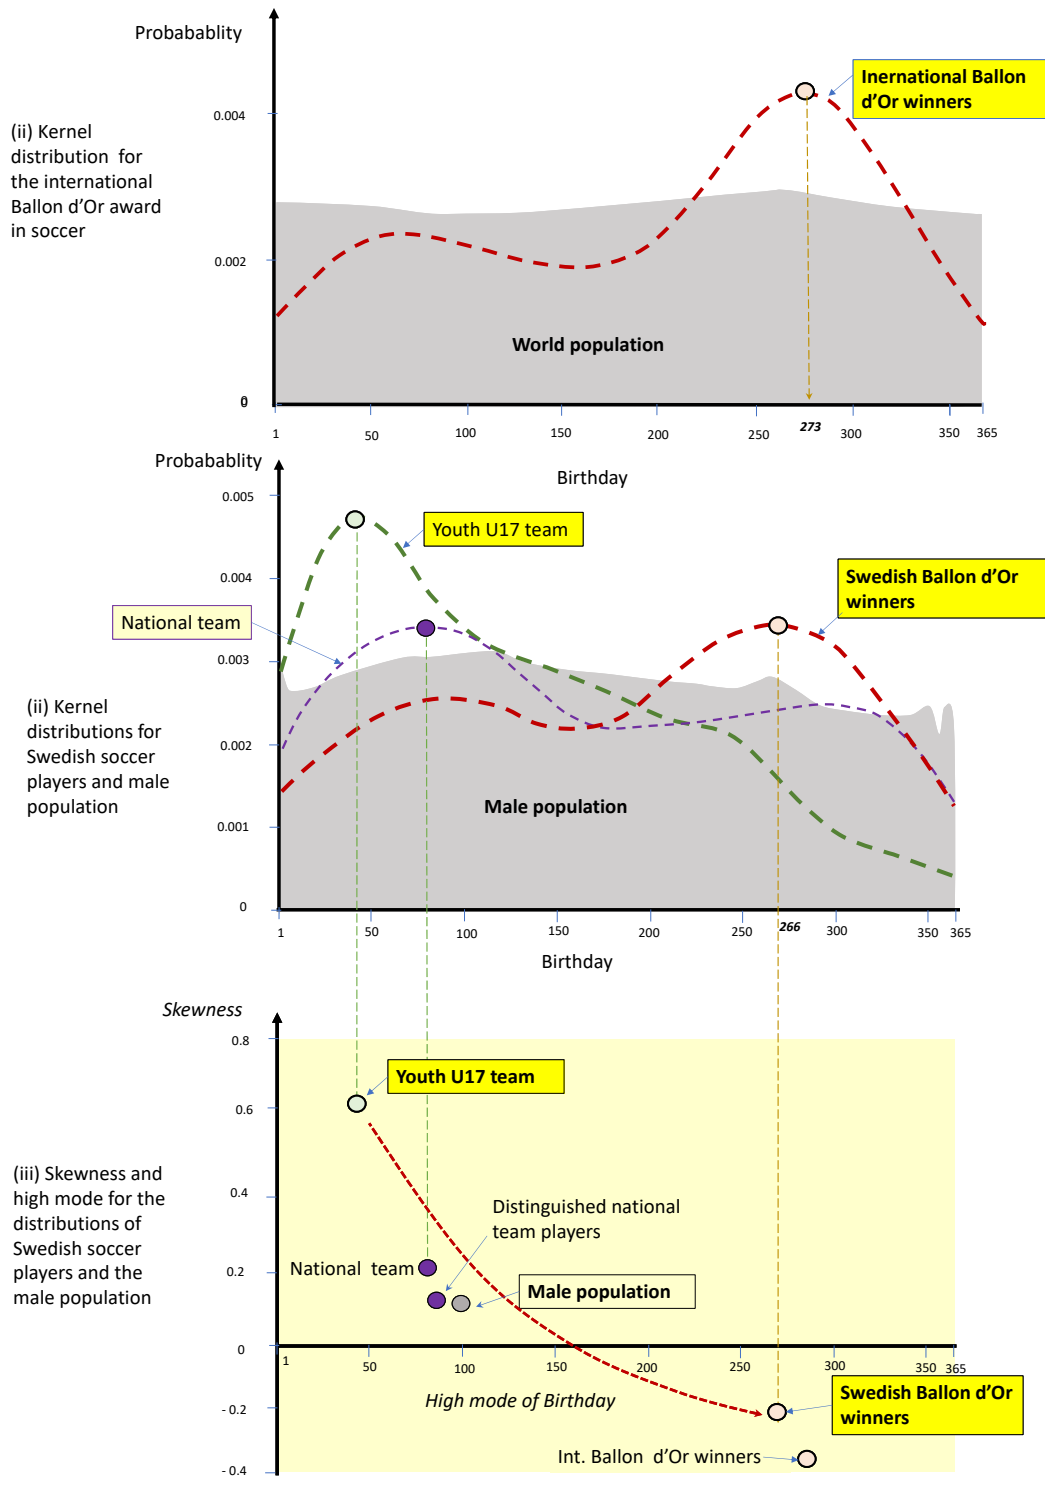 Probabablity
Inernational Ballon
d'Or winners
0.004
(ii) Kernel
distribution for
the international
Ballon d'Or award
in soccer
0.002
World population
0
1
50
100
150
200
250
273
300
350
365
Birthday
Probabablity
0.005
Youth U17 team
0.004
Swedish Ballon d'Or
winners
National team
0.003
(ii) Kernel
distributions for
Swedish soccer
players and male
population
0.002
Male population
0.001
0
1
50
100
150
200
250
266
300
350
365
Birthday
Skewness
0.8
Youth U17 team
0.6
(iii) Skewness and
high mode for the
distributions of
Swedish soccer
players and the
male population
0.4
Distinguished national
team players
National team
0.2
Male population
0
1
50
100
150
200
250
300
350
365
High mode of Birthday
Swedish Ballon d'Or
winners
- 0.2
Int. Ballon d'Or winners
- 0.4